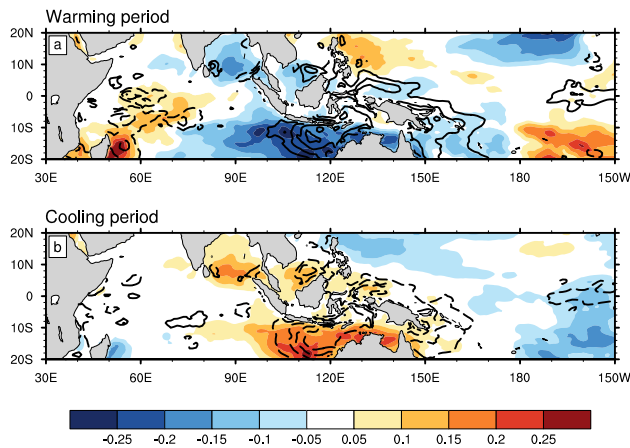 Warming period
a
20N
10N
0
10S
20S
30E 60E 90E 120E 150E 180 150W
Cooling period
b
20N
10N
0
10S
20S
30E 60E 90E 120E 150E 180 150W
-0.25 -0.2 -0.15 -0.1 -0.05 0.05 0.1 0.15 0.2 0.25